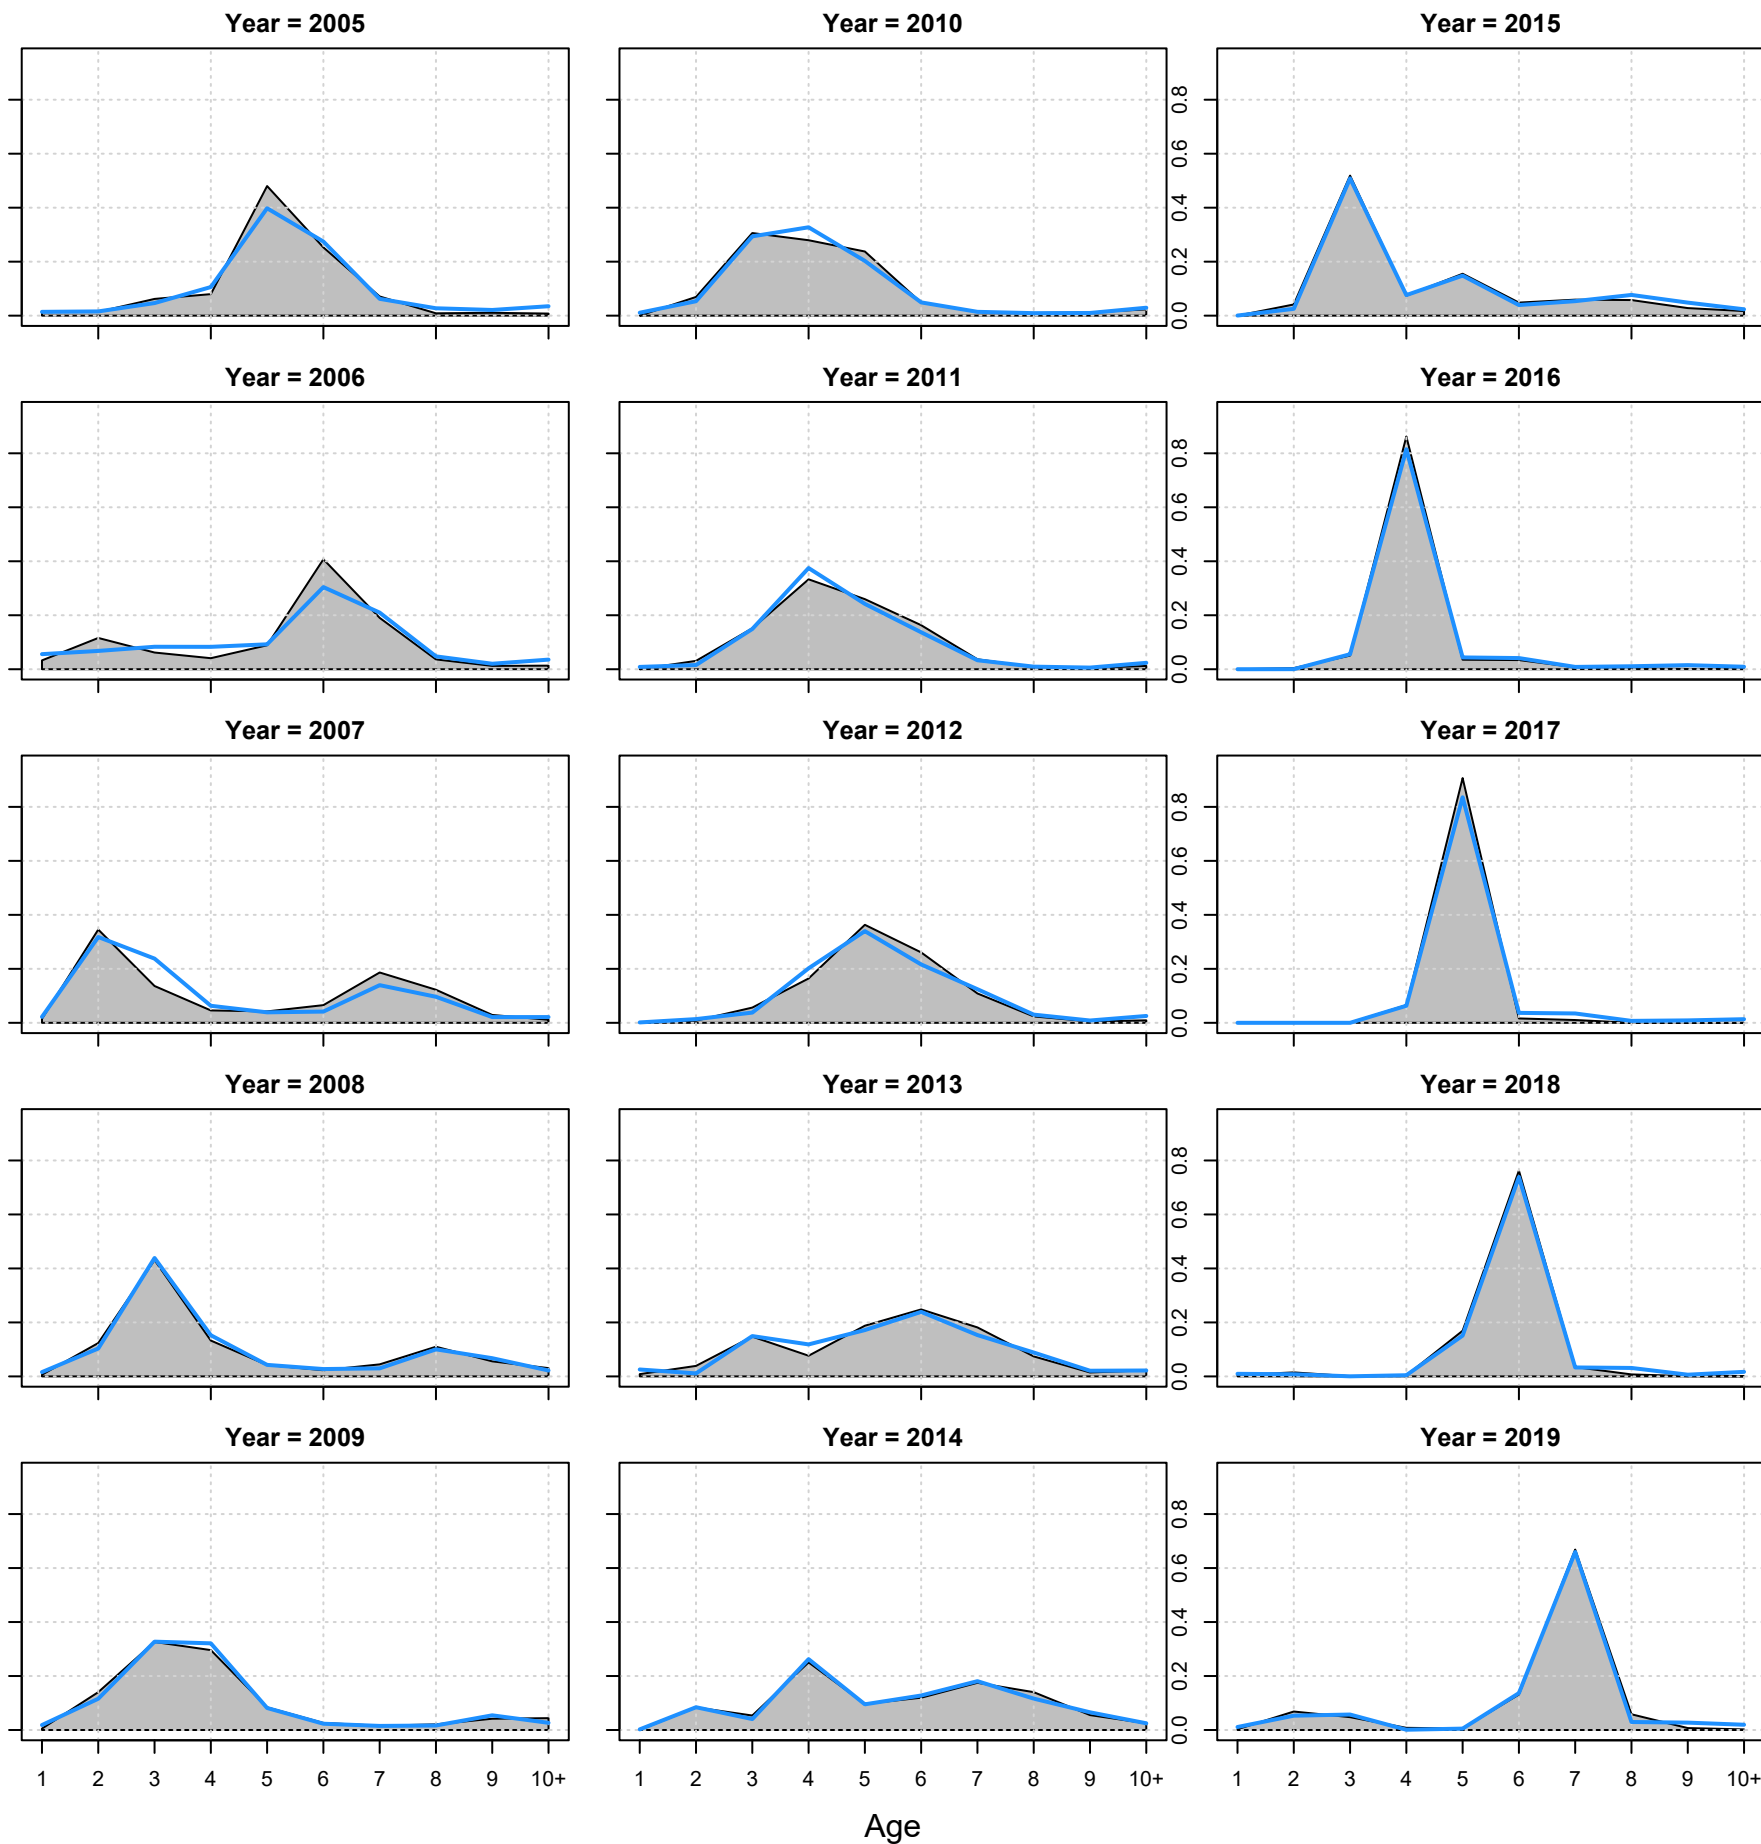 Year = 2005 Year = 2010 Year = 2015
0.0 0.2 0.4 0.6 0.8
Year = 2006 Year = 2011 Year = 2016
0.0 0.2 0.4 0.6 0.8
Year = 2007 Year = 2012 Year = 2017
0.0 0.2 0.4 0.6 0.8
Year = 2008 Year = 2013 Year = 2018
0.0 0.2 0.4 0.6 0.8
Year = 2009 Year = 2014 Year = 2019
0.0 0.2 0.4 0.6 0.8
1 2 3 4 5 6 7 8 9 10+ 1 2 3 4 5 6 7 8 9 10+ 1 2 3 4 5 6 7 8 9 10+
Age